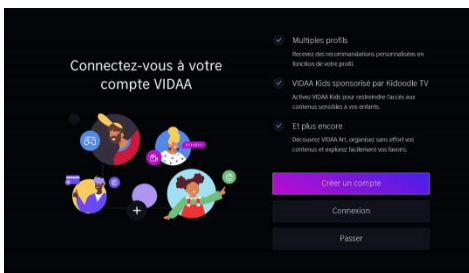 Connectez-vous à votre
compte VIDAA
Multiples profils
Recevez des recommandations personnalisées en
fonction de votre profil.
VIDAA Kids sponsorisé par Kidoodle TV
Activez VIDAA Kids pour restreindre l'accès aux
contenus sensibles à vos enfants.
Et plus encore
Découvrez VIDAA Art, organisez sans effort vos
contenus et explorez facilement vos favoris.
Créer un compte
Connexion
Passer